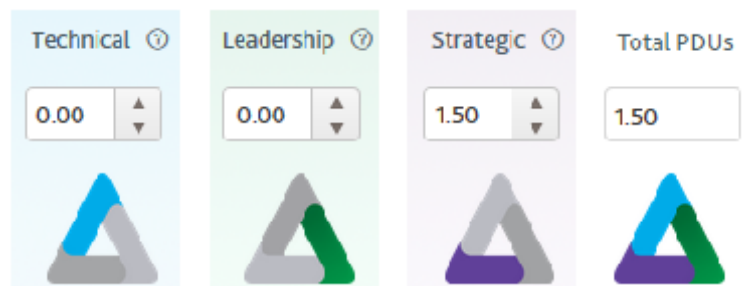 Technical ?
Leadership ?
Strategic ?
Total PDUs
0.00
0.00
1.50
1.50